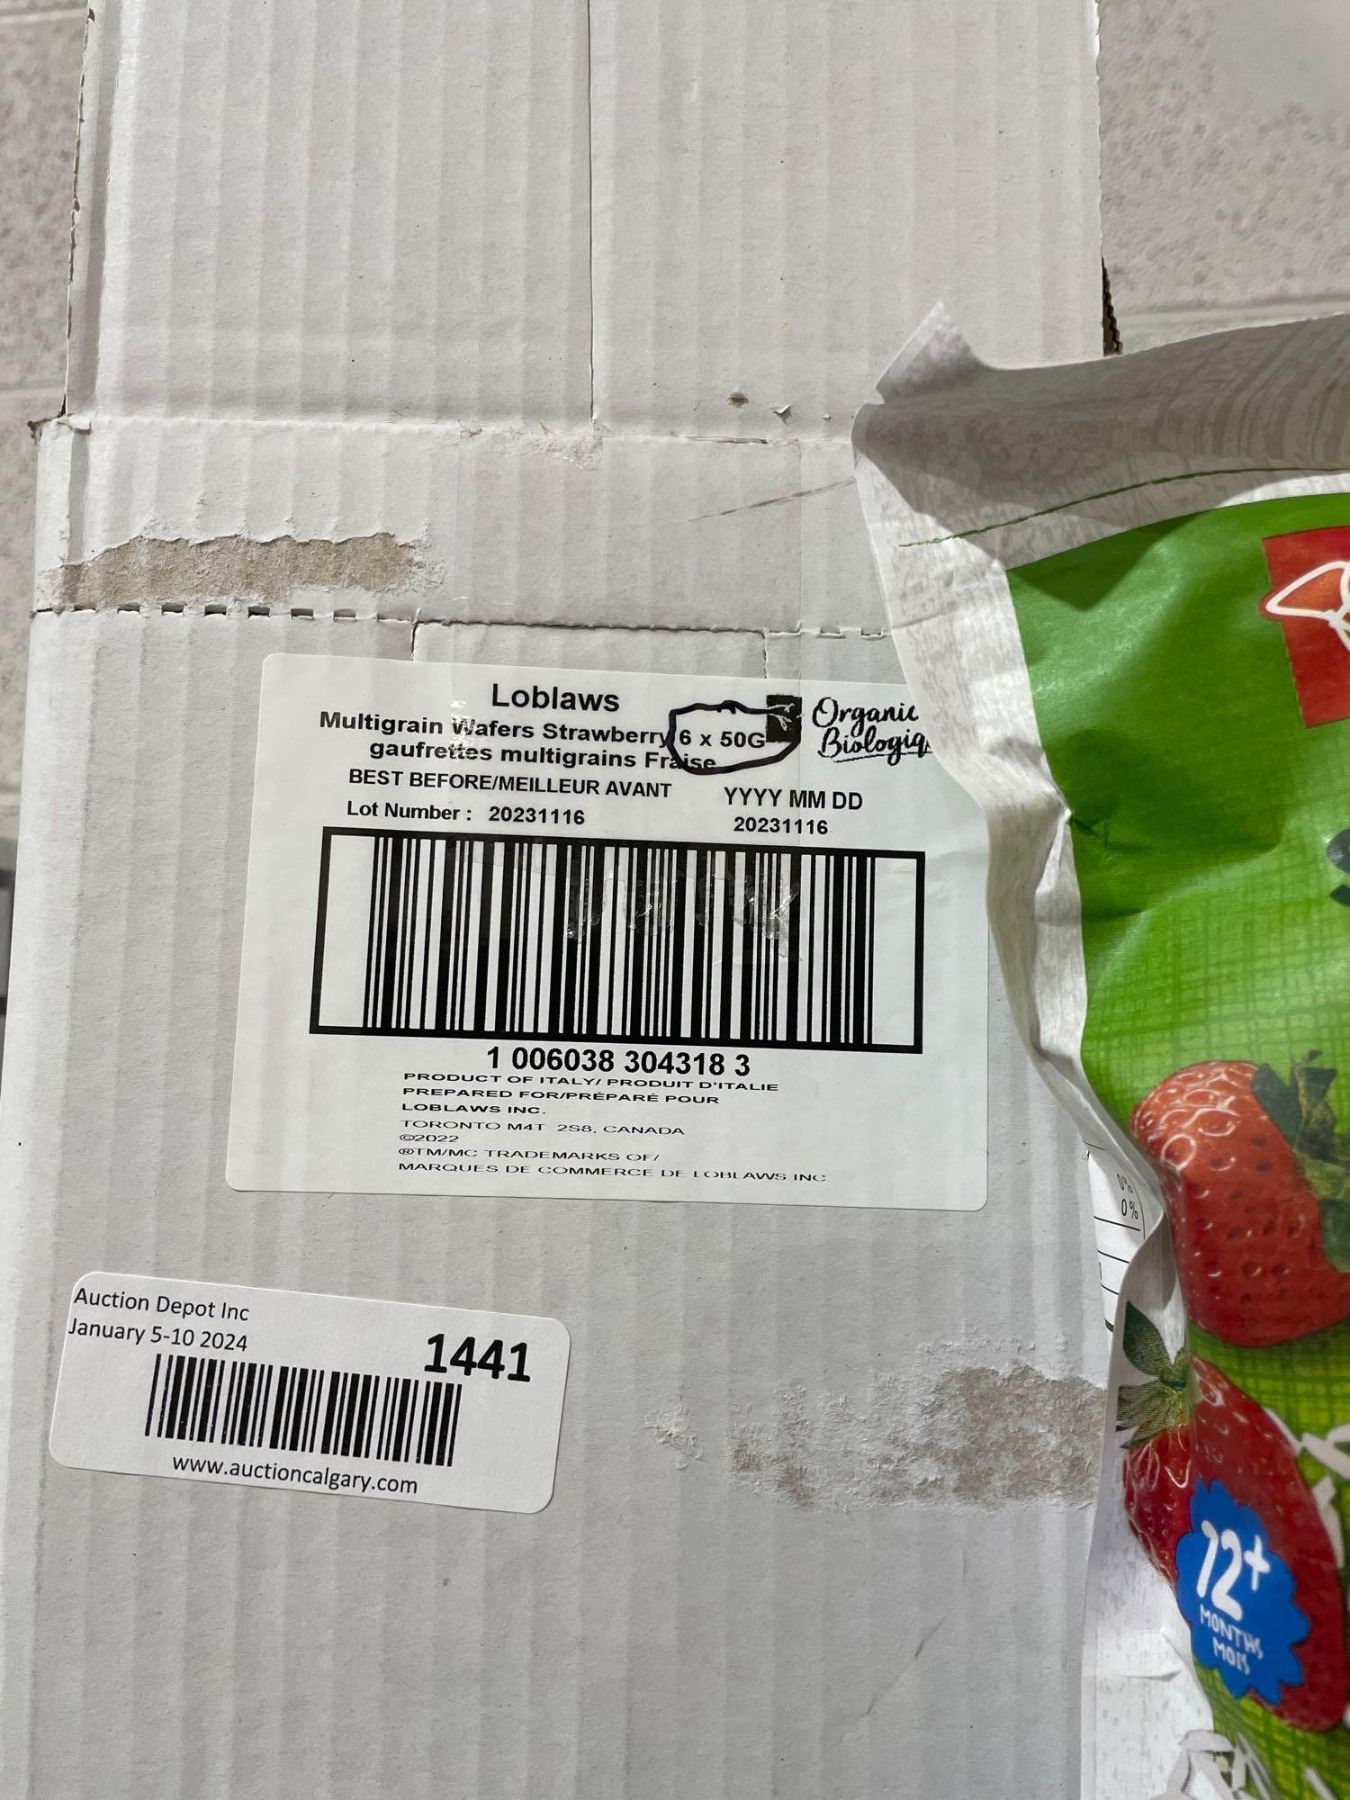 Loblaws
Multigrain Wafers Strawberry 6 x 50G
gaufrettes multigrains Fraise
Organic
Biologiq
BEST BEFORE/MEILLEUR AVANT YYYY MM DD
Lot Number : 20231116 20231116
1 006038 304318 3
PRODUCT OF ITALY/ PRODUIT D'ITALIE
PREPARED FOR/PRÉPARÉ POUR
LOBLAWS INC.
TORONTO M4T 2S8, CANADA
©2022
®TM/MC TRADEMARKS OF/
MARQUES DE COMMERCE DE LOBLAWS INC
0%
0 %
Auction Depot Inc
January 5-10 2024
1441
www.auctioncalgary.com
12+
MONTHS
MOIS